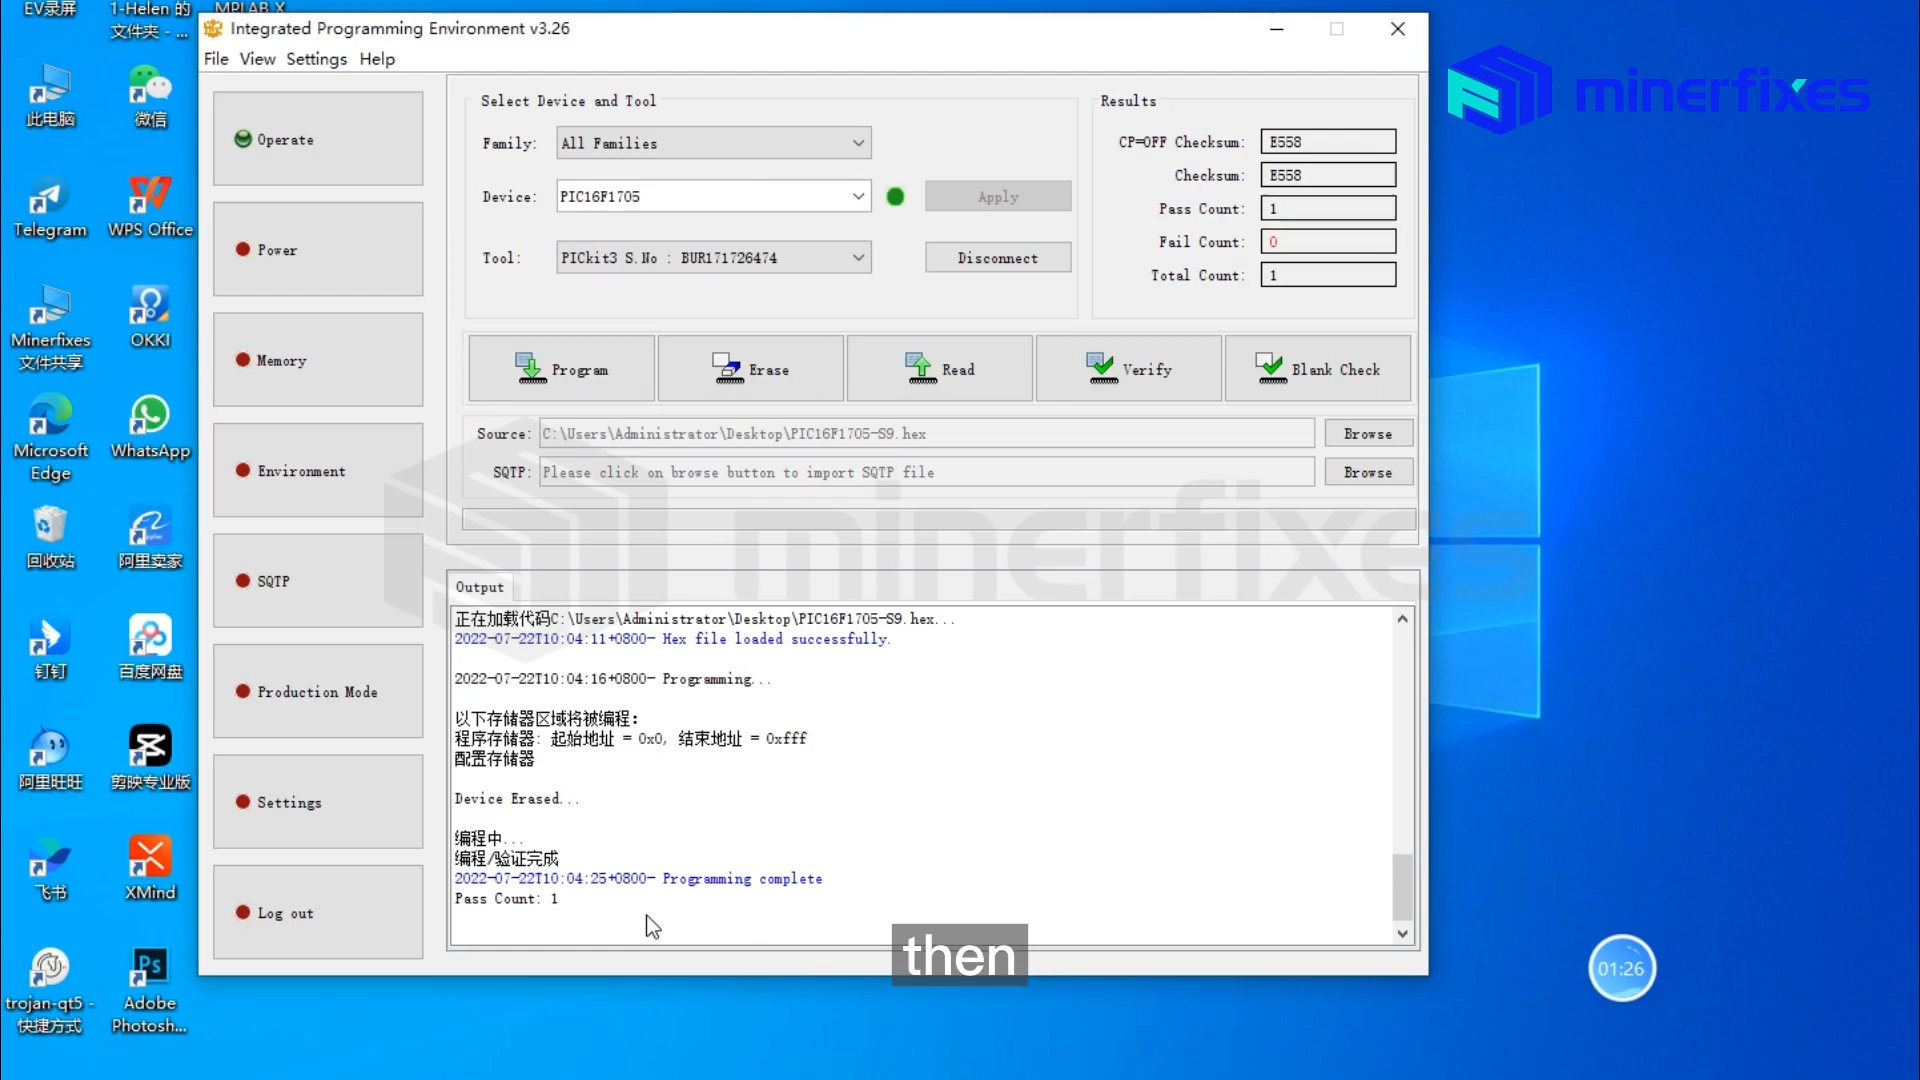 EV录屏
1-Helen 的
文件夹 - ...
MPLAB X
此电脑
微信
Telegram
WPS Office
Minerfixes
文件共享
OKKI
Microsoft
Edge
WhatsApp
回收站
阿里卖家
钉钉
百度网盘
阿里旺旺
剪映专业版
飞书
XMind
trojan-qt5 -
快捷方式
Ps
Adobe
Photosh...
Integrated Programming Environment v3.26
File View Settings Help
Operate
Power
Memory
Environment
SQTP
Production Mode
Settings
Log out
Select Device and Tool
Family: All Families
Device: PIC16F1705
Apply
Tool: PICkit3 S.No : BUR171726474
Disconnect
Results
CP=OFF Checksum: E558
Checksum: E558
Pass Count: 1
Fail Count: 0
Total Count: 1
Program
Erase
Read
Verify
Blank Check
Source: C:\Users\Administrator\Desktop\PIC16F1705-S9.hex
Browse
SQTP: Please click on browse button to import SQTP file
Browse
Output
正在加载代码C:\Users\Administrator\Desktop\PIC16F1705-S9.hex...
2022-07-22T10:04:11+0800- Hex file loaded successfully.
2022-07-22T10:04:16+0800- Programming...
以下存储器区域将被编程:
程序存储器: 起始地址 = 0x0, 结束地址 = 0xfff
配置存储器
Device Erased...
编程中...
编程/验证完成
2022-07-22T10:04:25+0800- Programming complete
Pass Count: 1
minerfixes
minerfixes
then
01:26